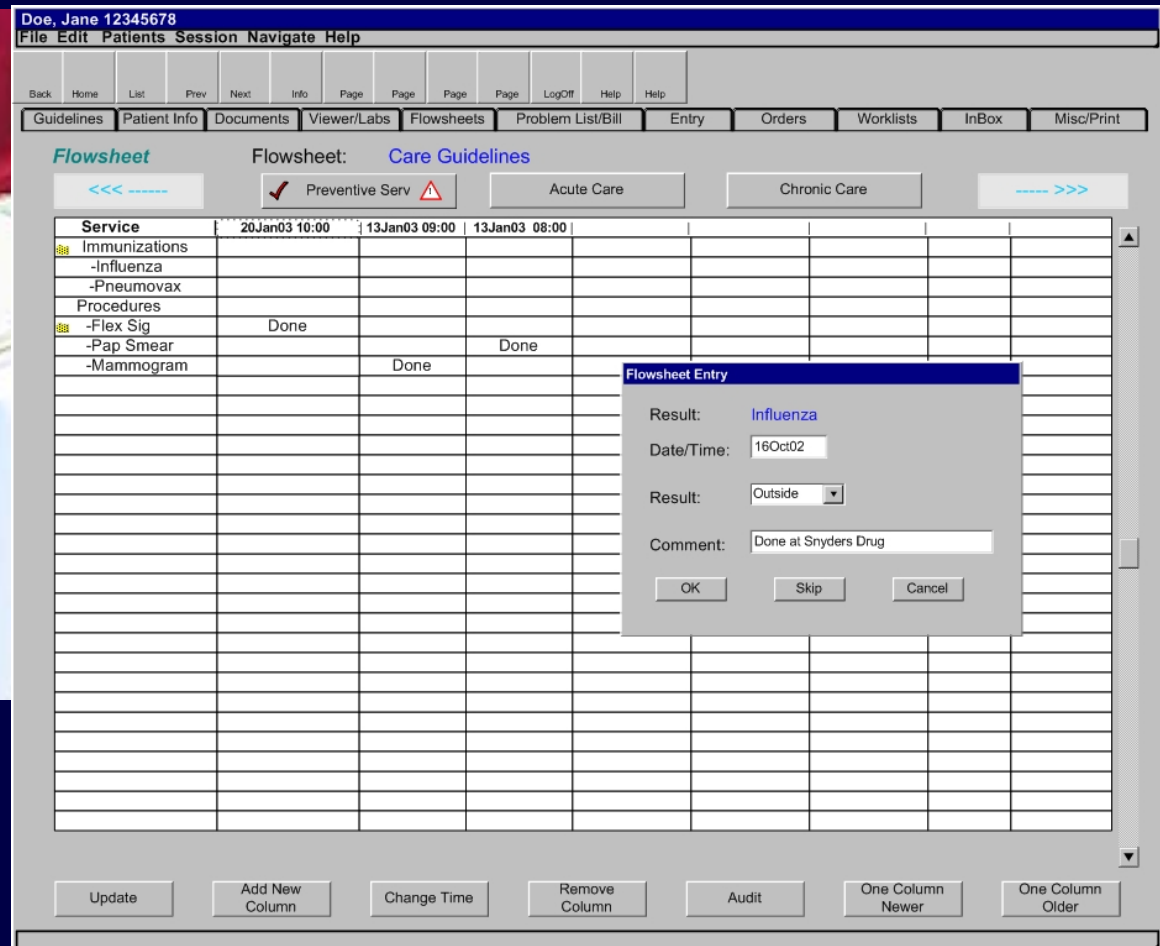 Doe, Jane 12345678
File Edit Patients Session Navigate Help
Back Home List Prev Next Info Page Page Page Page LogOff Help Help
Guidelines Patient Info Documents Viewer/Labs Flowsheets Problem List/Bill Entry Orders Worklists InBox Misc/Print
Flowsheet Flowsheet: Care Guidelines
<<< ------ Preventive Serv Acute Care Chronic Care ----- >>>
Service 20Jan03 10:00 13Jan03 09:00 13Jan03 08:00
Immunizations
-Influenza
-Pneumovax
Procedures
-Flex Sig Done
-Pap Smear Done
-Mammogram Done
Flowsheet Entry
Result: Influenza
Date/Time: 16Oct02
Result: Outside
Comment: Done at Snyders Drug
OK Skip Cancel
Update Add New Column Change Time Remove Column Audit One Column Newer One Column Older